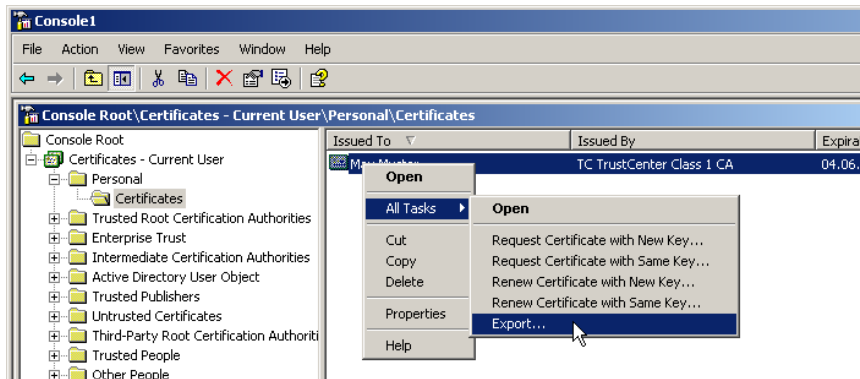 Console1
File Action View Favorites Window Help
Console Root\Certificates - Current User\Personal\Certificates
Console Root
Certificates - Current User
Personal
Certificates
Trusted Root Certification Authorities
Enterprise Trust
Intermediate Certification Authorities
Active Directory User Object
Trusted Publishers
Untrusted Certificates
Third-Party Root Certification Authoriti
Trusted People
Other People
Issued To Issued By Expira
TC TrustCenter Class 1 CA 04.06.
Open
All Tasks
Cut
Copy
Delete
Properties
Help
Open
Request Certificate with New Key...
Request Certificate with Same Key...
Renew Certificate with New Key...
Renew Certificate with Same Key...
Export...